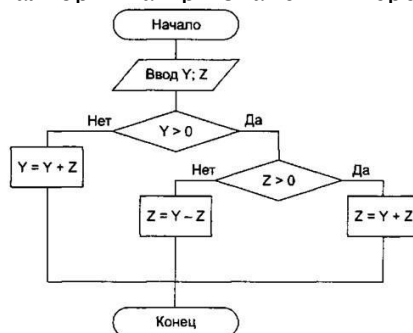 Начало
Ввод Y; Z
Нет
Да
Y > 0
Y = Y + Z
Нет
Да
Z > 0
Z = Y – Z
Z = Y + Z
Конец